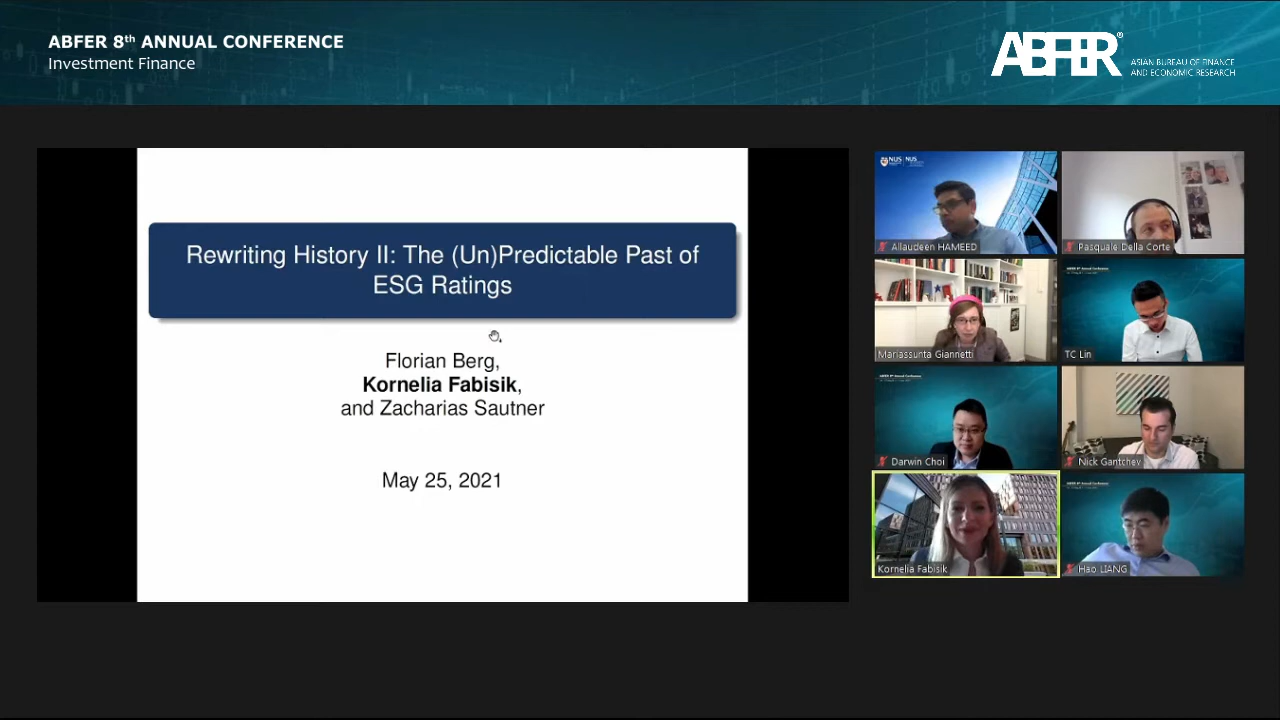 ABFER 8th ANNUAL CONFERENCE
Investment Finance
ABFER®
ASIAN BUREAU OF FINANCE
AND ECONOMIC RESEARCH
Rewriting History II: The (Un)Predictable Past of
ESG Ratings
Florian Berg,
Kornelia Fabisik,
and Zacharias Sautner
May 25, 2021
NUS
NUS
Allaudeen HAMEED
Pasquale Della Corte
Mariassunta Giannetti
TC Lin
Darwin Choi
Nick Gantchev
Kornelia Fabisik
Hao LIANG